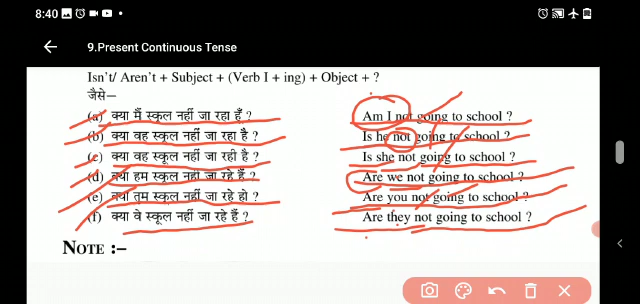 8:40
9.Present Continuous Tense
Isn't/ Aren't + Subject + (Verb I + ing) + Object + ?
जैसे–
(a) क्या मैं स्कूल नहीं जा रहा हूँ ? Am I not going to school ?
(b) क्या वह स्कूल नहीं जा रहा है ? Is he not going to school ?
(c) क्या वह स्कूल नहीं जा रही है ? Is she not going to school ?
(d) क्या हम स्कूल नहीं जा रहे हैं ? Are we not going to school ?
(e) क्या तुम स्कूल नहीं जा रहे हो ? Are you not going to school ?
(f) क्या वे स्कूल नहीं जा रहे हैं ? Are they not going to school ?
NOTE :-